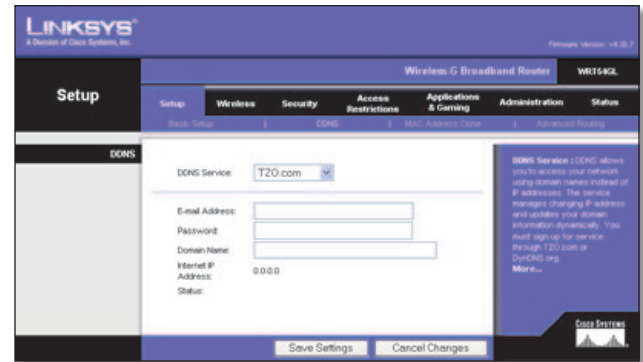 LINKSYS®
A Division of Cisco Systems, Inc.
Firmware Version: v4.30.7
Wireless-G Broadband Router WRT54GL
Setup
Setup Wireless Security Access Restrictions Applications & Gaming Administration Status
Basic Setup | DDNS | MAC Address Clone | Advanced Routing
DDNS
DDNS Service: TZO.com
E-mail Address:
Password:
Domain Name:
Internet IP Address: 0.0.0.0
Status:
DDNS Service : DDNS allows
you to access your network
using domain names instead of
IP addresses. The service
manages changing IP address
and updates your domain
information dynamically. You
must sign up for service
through TZO.com or
DynDNS.org.
More...
Save Settings Cancel Changes
CISCO SYSTEMS